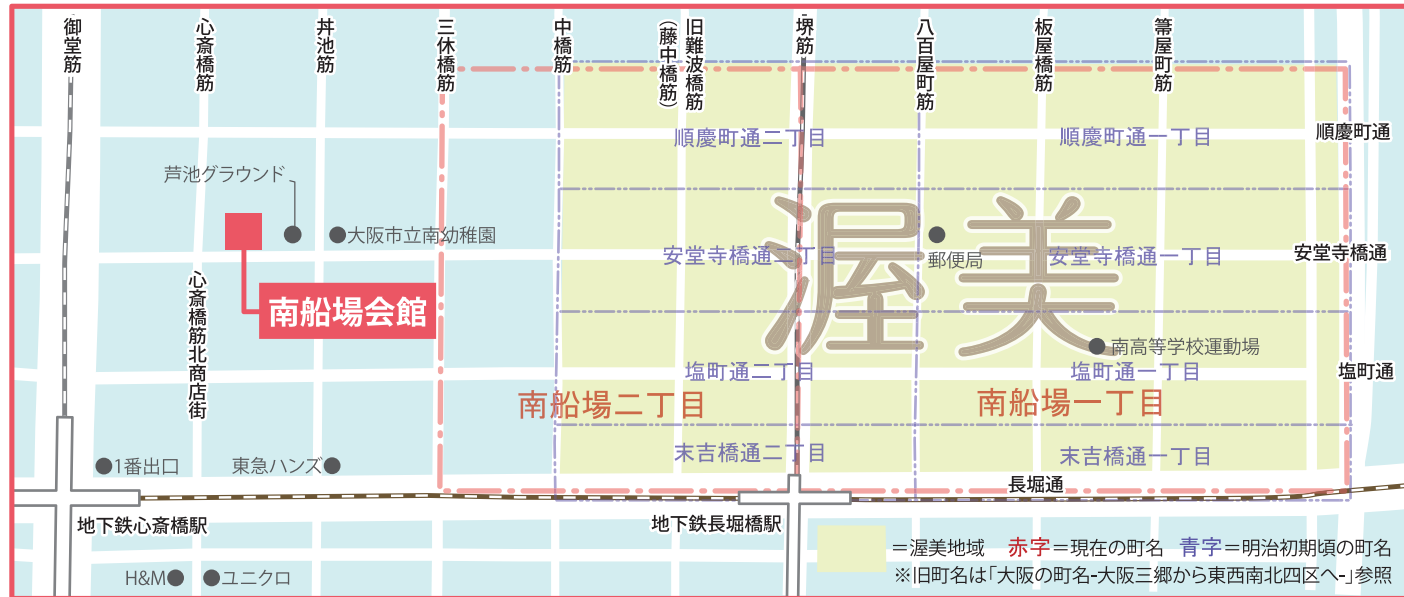 御堂筋
心斎橋筋
丼池筋
三休橋筋
中橋筋
旧難波橋筋
（藤中橋筋）
堺筋
八百屋町筋
板屋橋筋
箒屋町筋
順慶町通二丁目
順慶町通一丁目
順慶町通
芦池グラウンド
大阪市立南幼稚園
渥美
郵便局
安堂寺橋通二丁目
安堂寺橋通一丁目
安堂寺橋通
南船場会館
心斎橋筋北商店街
南高等学校運動場
塩町通二丁目
塩町通一丁目
塩町通
南船場二丁目
南船場一丁目
末吉橋通二丁目
末吉橋通一丁目
1番出口
東急ハンズ
長堀通
地下鉄心斎橋駅
地下鉄長堀橋駅
H&M
ユニクロ
＝渥美地域 赤字＝現在の町名 青字＝明治初期頃の町名
※旧町名は「大阪の町名-大阪三郷から東西南北四区へ-」参照